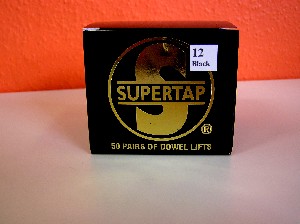 12
Black
S
SUPERTAP
®
50 PAIRS OF DOWEL LIFTS